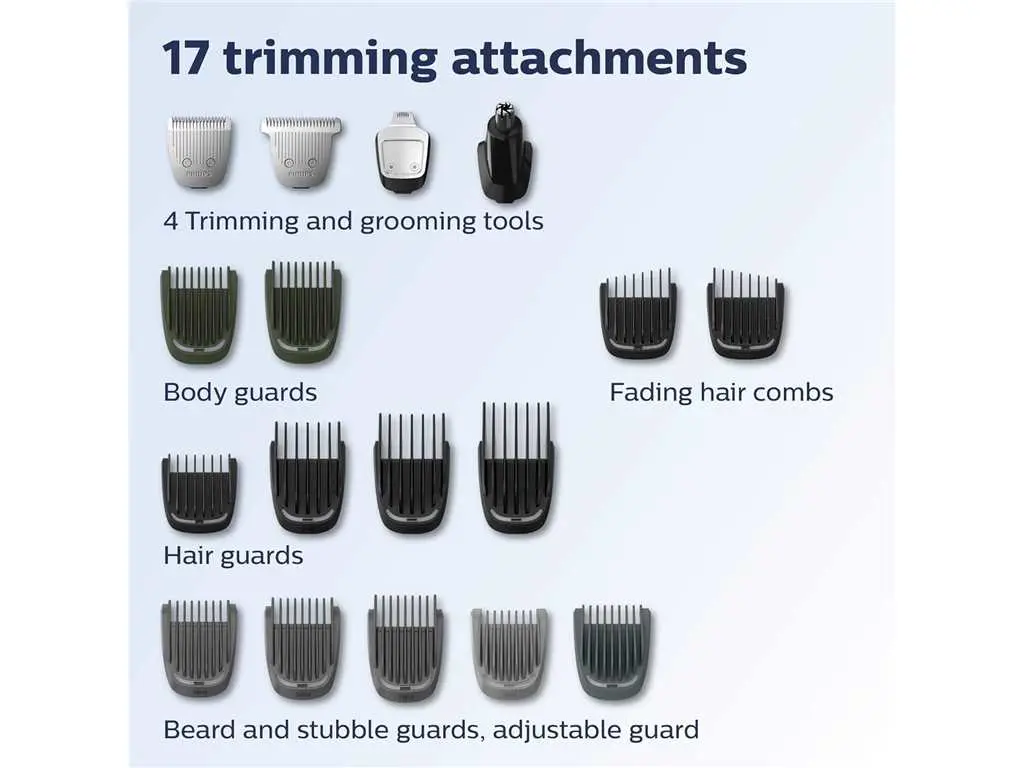 17 trimming attachments
PHILIPS PHILIPS
4 Trimming and grooming tools
Body guards
Fading hair combs
Hair guards
Beard and stubble guards, adjustable guard